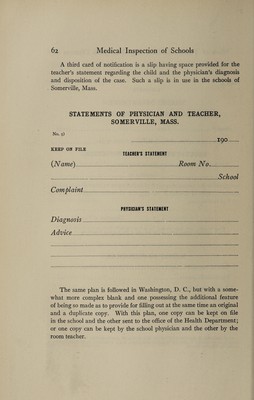 62 Medical Inspection of Schools
A third card of notification is a slip having space provided for the
teacher's statement regarding the child and the physician's diagnosis
and disposition of the case. Such a slip is in use in the schools of
Somerville, Mass.
STATEMENTS OF PHYSICIAN AND TEACHER,
SOMERVILLE, MASS.
No. 5)
190
KEEP ON FILE
TEACHER'S STATEMENT
(Name) Room No.
School
Complaint
PHYSICIAN'S STATEMENT
Diagnosis
Advice
The same plan is followed in Washington, D. C., but with a some-
what more complex blank and one possessing the additional feature
of being so made as to provide for filling out at the same time an original
and a duplicate copy. With this plan, one copy can be kept on file
in the school and the other sent to the office of the Health Department;
or one copy can be kept by the school physician and the other by the
room teacher.